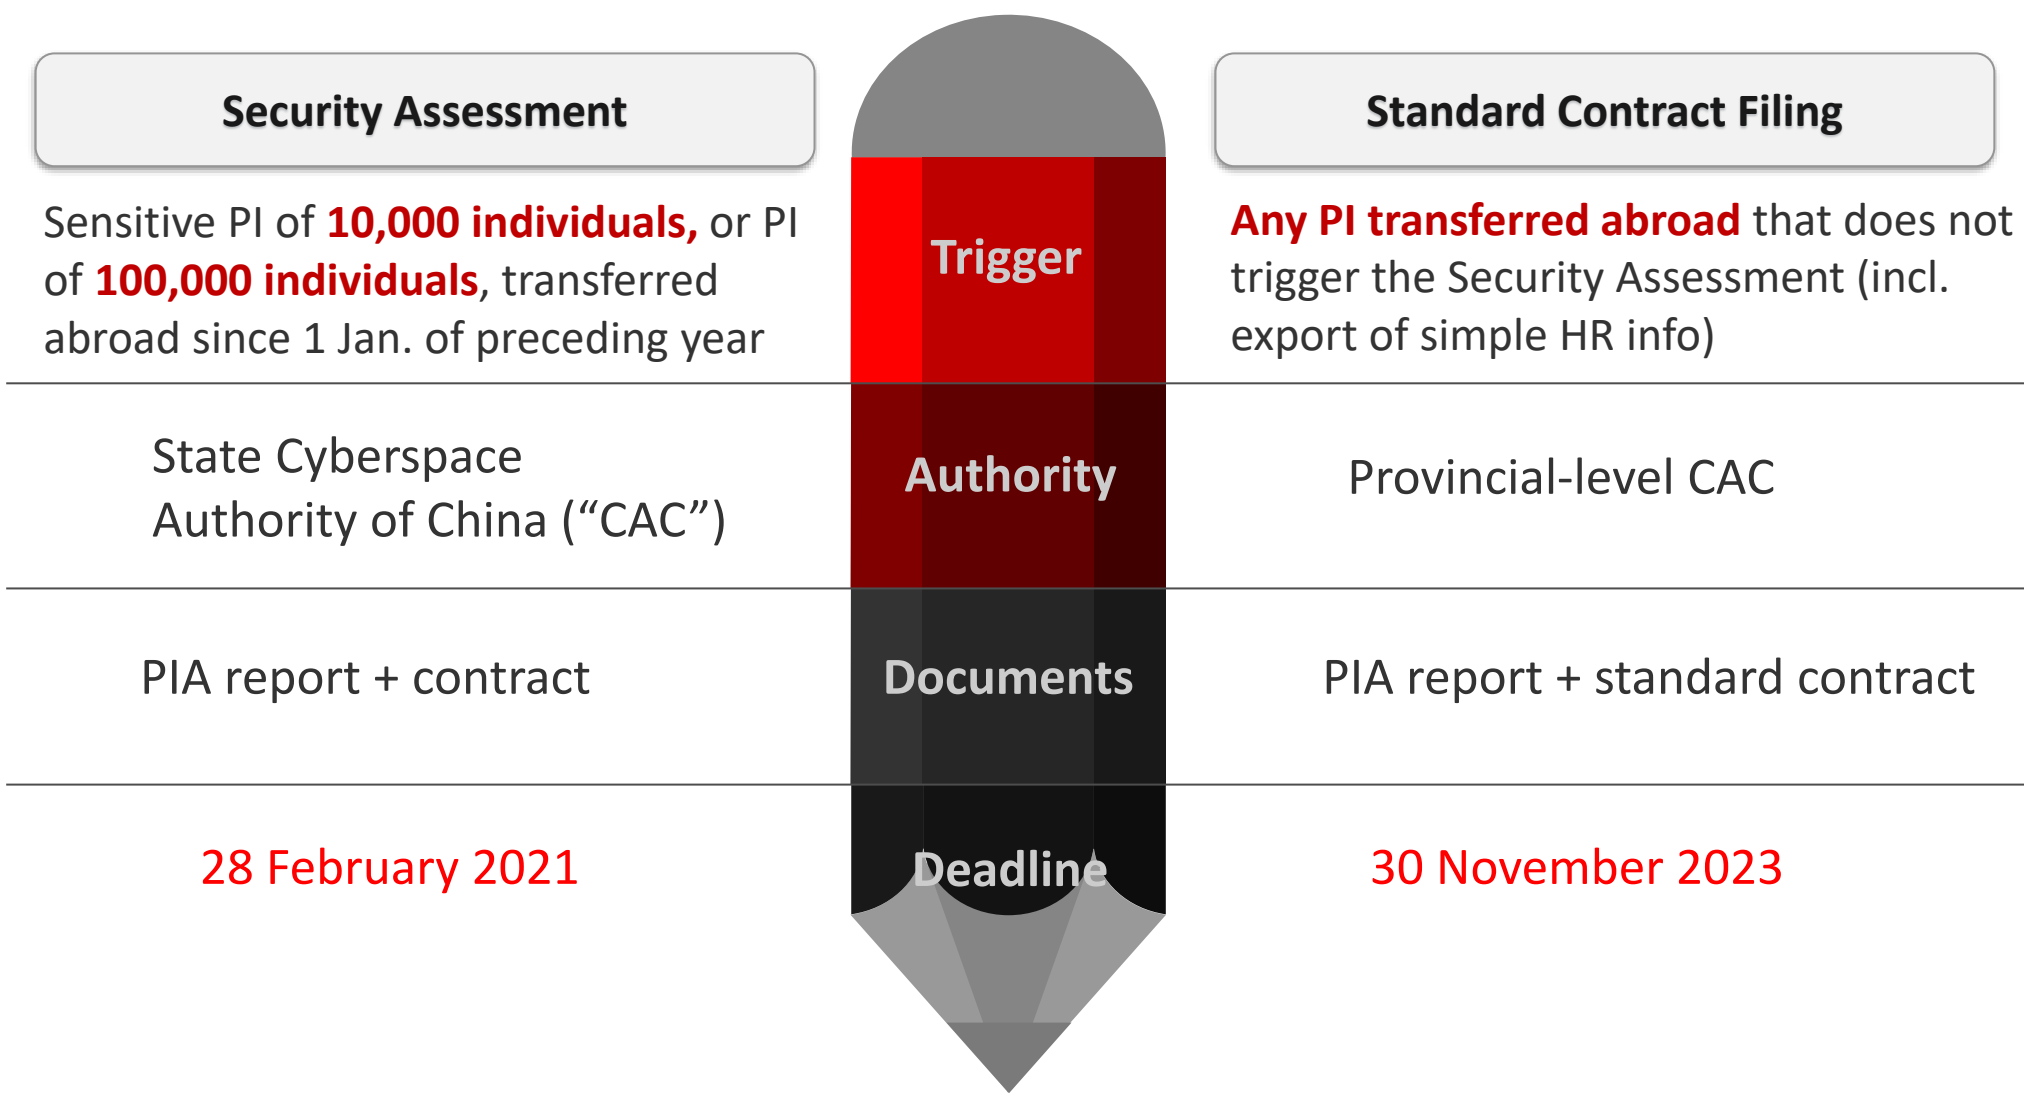 Security Assessment
Standard Contract Filing
Sensitive PI of 10,000 individuals, or PI
of 100,000 individuals, transferred
abroad since 1 Jan. of preceding year
Trigger
Any PI transferred abroad that does not
trigger the Security Assessment (incl.
export of simple HR info)
State Cyberspace
Authority of China (“CAC”)
Authority
Provincial-level CAC
PIA report + contract
Documents
PIA report + standard contract
28 February 2021
Deadline
30 November 2023